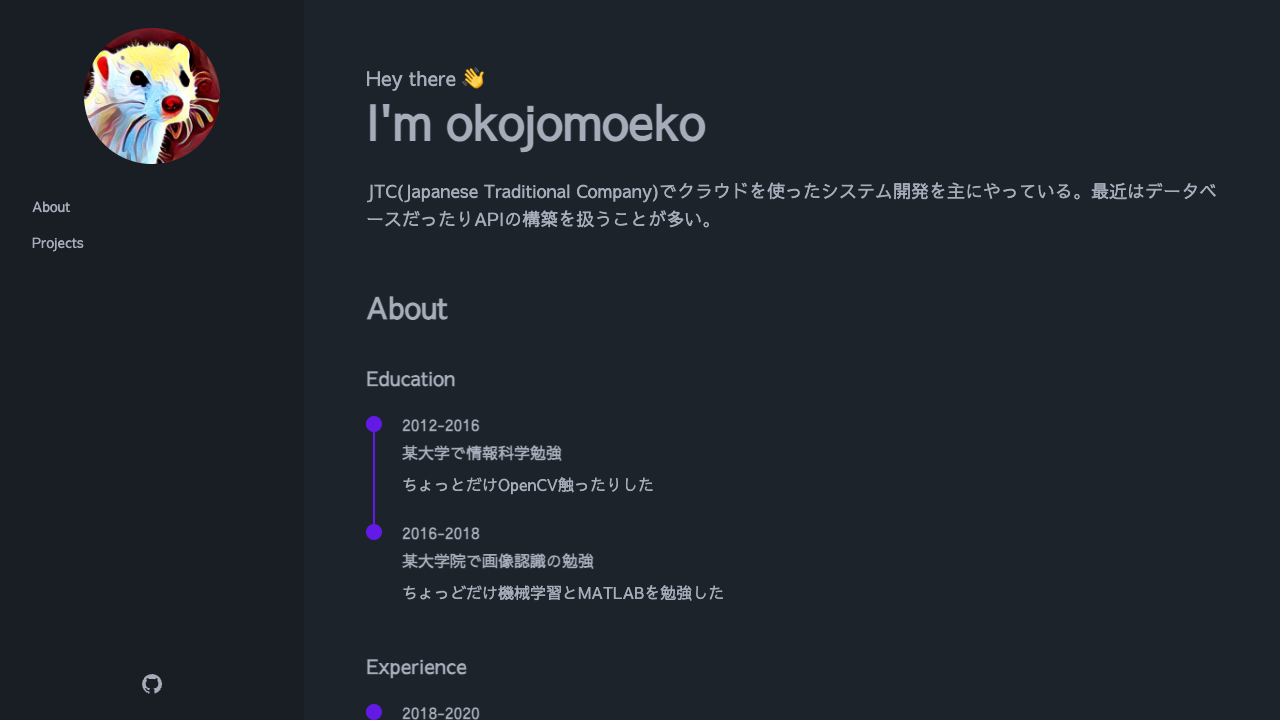 About
Projects
Hey there 👋
I'm okojomoeko
JTC(Japanese Traditional Company)でクラウドを使ったシステム開発を主にやっている。最近はデータベ
ースだったりAPIの構築を扱うことが多い。
About
Education
2012-2016
某大学で情報科学勉強
ちょっとだけOpenCV触ったりした
2016-2018
某大学院で画像認識の勉強
ちょっどだけ機械学習とMATLABを勉強した
Experience
2018-2020